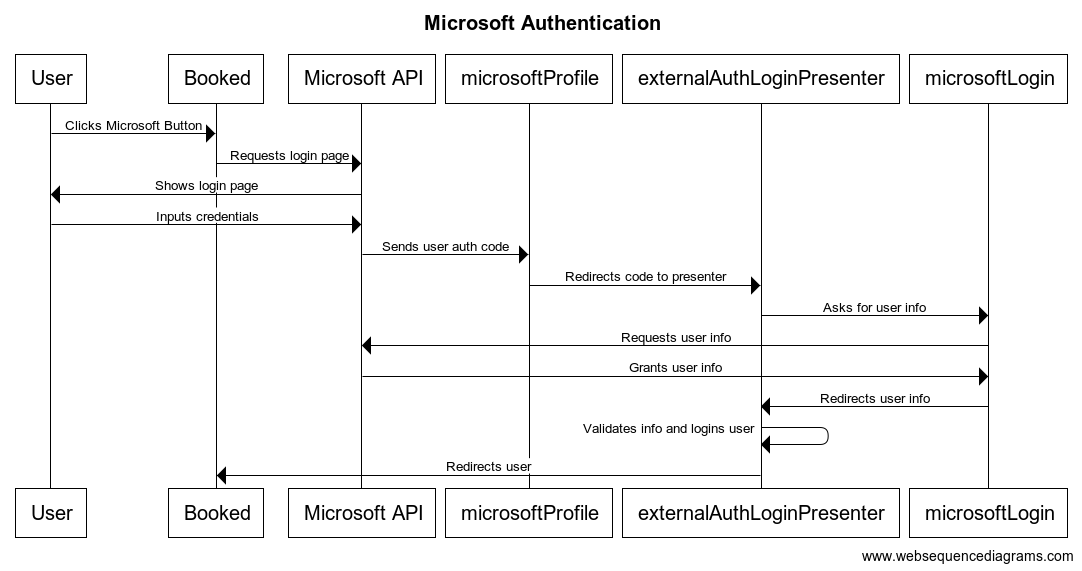 Microsoft Authentication
User
Booked
Microsoft API
microsoftProfile
externalAuthLoginPresenter
microsoftLogin
Clicks Microsoft Button
Requests login page
Shows login page
Inputs credentials
Sends user auth code
Redirects code to presenter
Asks for user info
Requests user info
Grants user info
Redirects user info
Validates info and logins user
Redirects user
User
Booked
Microsoft API
microsoftProfile
externalAuthLoginPresenter
microsoftLogin
www.websequencediagrams.com